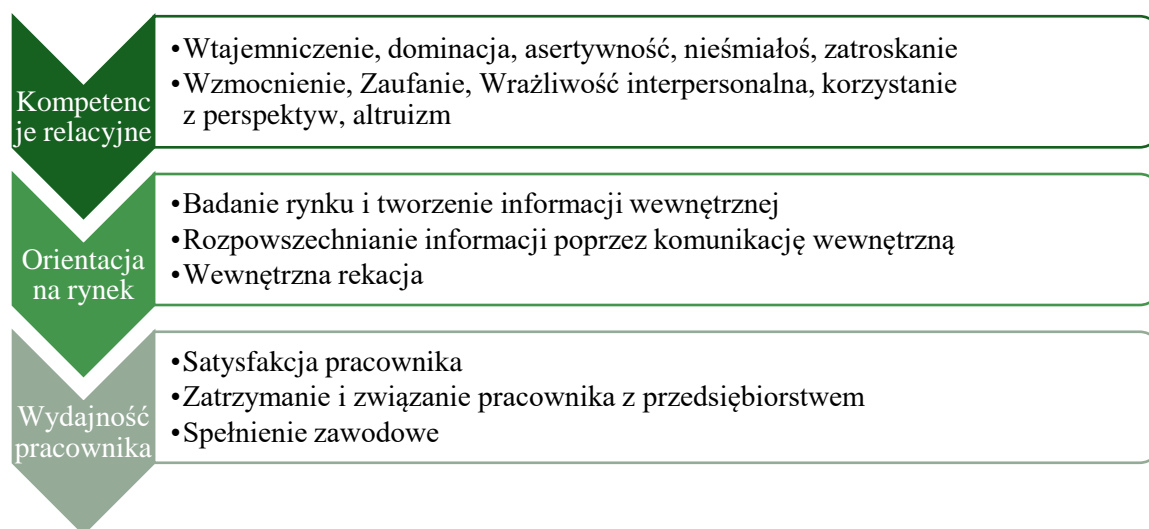 Kompetenc
je relacyjne
•Wtajemniczenie, dominacja, asertywność, nieśmiałoś, zatroskanie
•Wzmocnienie, Zaufanie, Wrażliwość interpersonalna, korzystanie
z perspektyw, altruizm
Orientacja
na rynek
•Badanie rynku i tworzenie informacji wewnętrznej
•Rozpowszechnianie informacji poprzez komunikację wewnętrzną
•Wewnętrzna rekacja
Wydajność
pracownika
•Satysfakcja pracownika
•Zatrzymanie i związanie pracownika z przedsiębiorstwem
•Spełnienie zawodowe